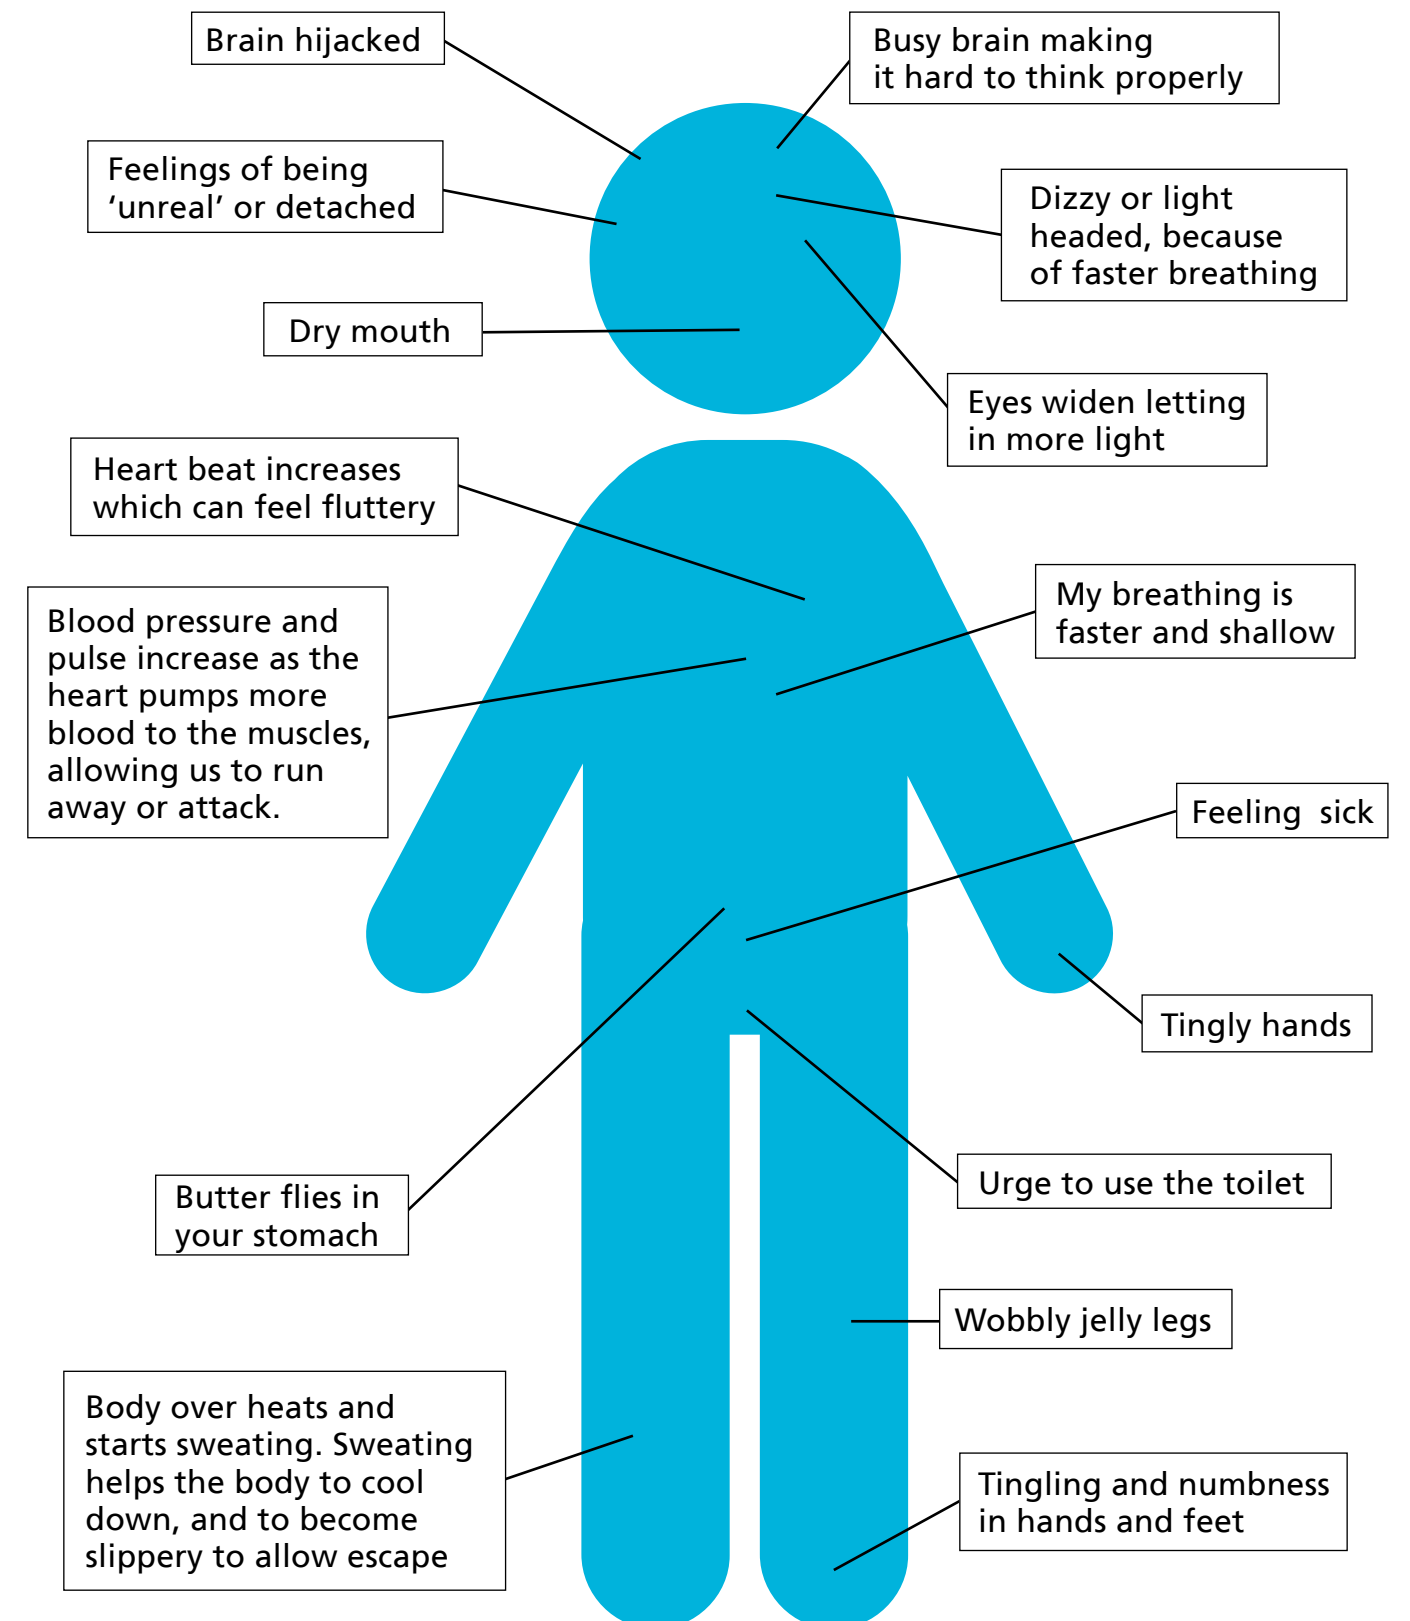 Brain hijacked
Busy brain making
it hard to think properly
Feelings of being
‘unreal’ or detached
Dizzy or light
headed, because
of faster breathing
Dry mouth
Eyes widen letting
in more light
Heart beat increases
which can feel fluttery
My breathing is
faster and shallow
Blood pressure and
pulse increase as the
heart pumps more
blood to the muscles,
allowing us to run
away or attack.
Feeling  sick
Tingly hands
Butter flies in
your stomach
Urge to use the toilet
Wobbly jelly legs
Body over heats and
starts sweating. Sweating
helps the body to cool
down, and to become
slippery to allow escape
Tingling and numbness
in hands and feet